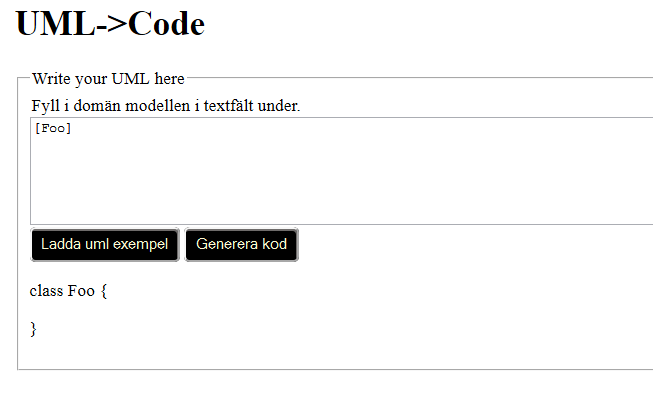 UML->Code
Write your UML here
Fyll i domän modellen i textfält under.
[Foo]
Ladda uml exempel Generera kod
class Foo {
}